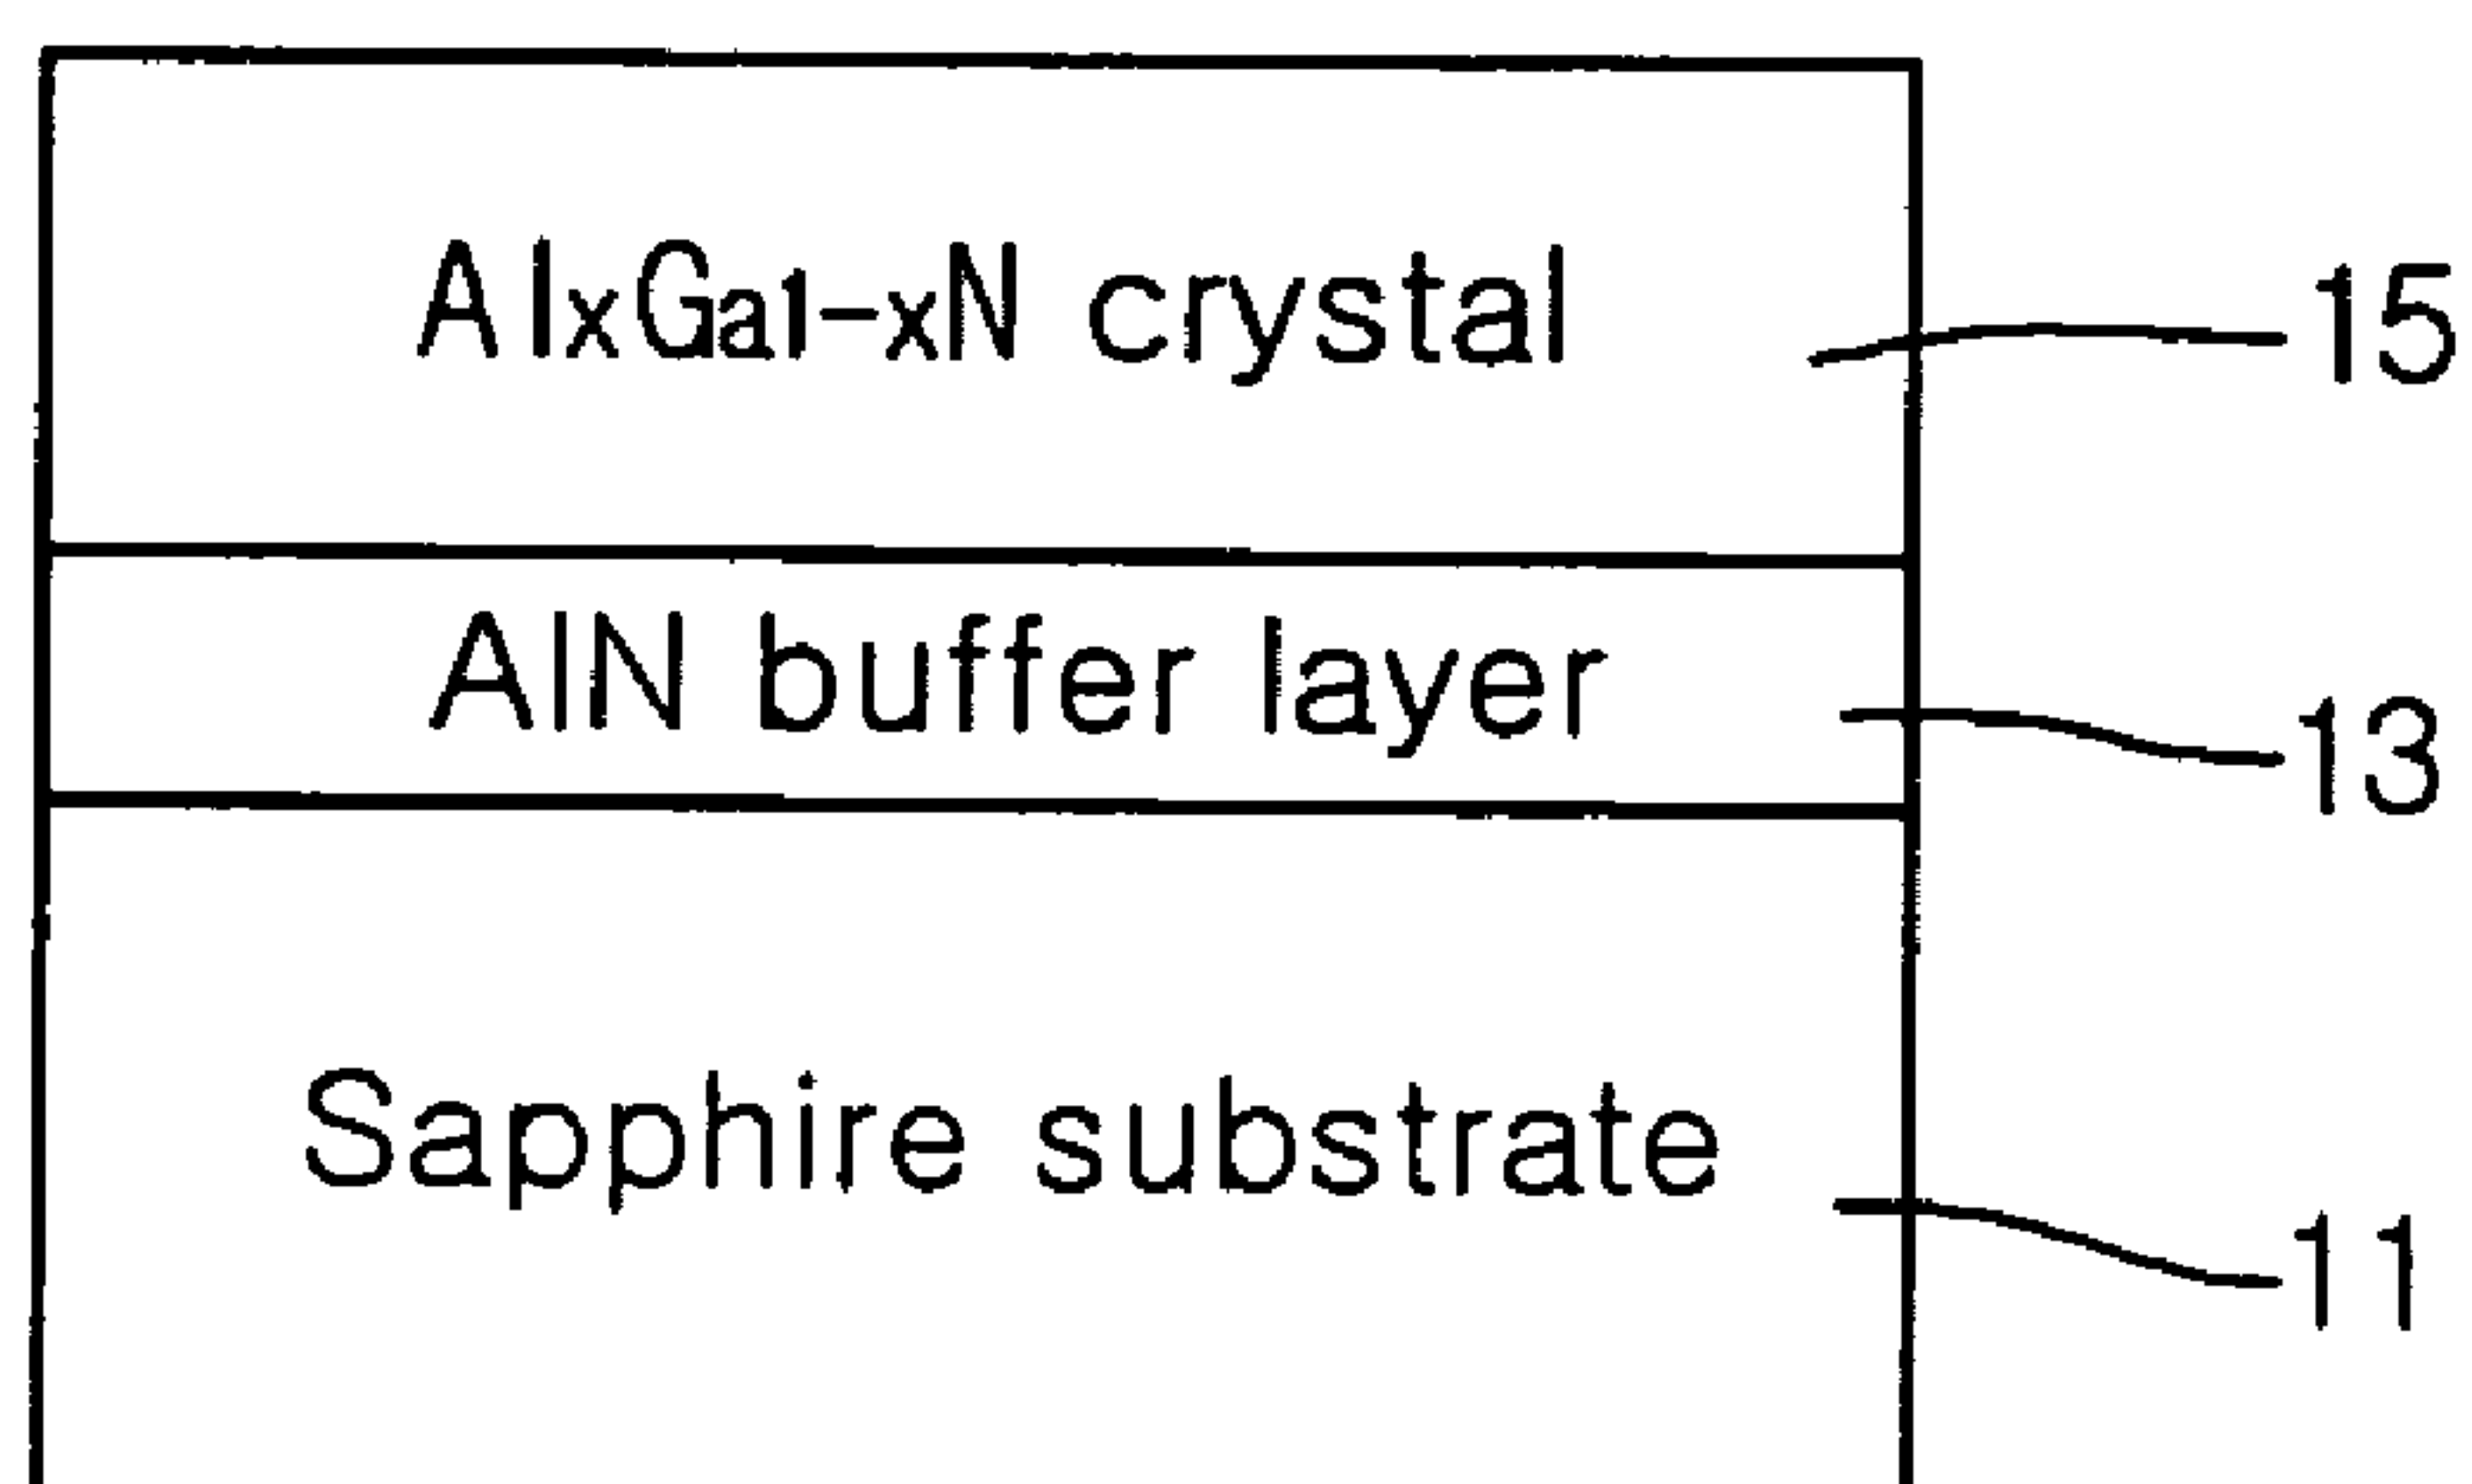 AlxGa1-xN crystal
15
AlN buffer layer
13
Sapphire substrate
11